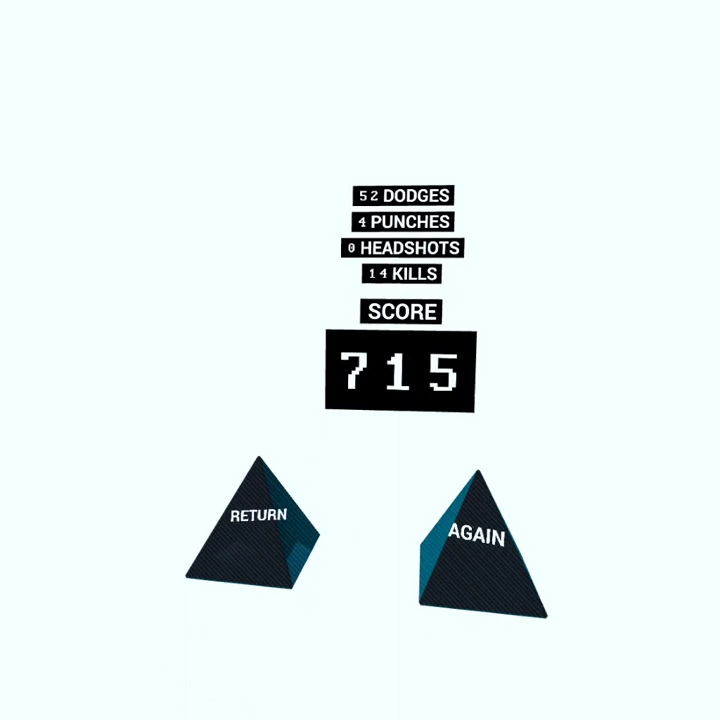 52 DODGES
4 PUNCHES
0 HEADSHOTS
14 KILLS
SCORE
715
RETURN
AGAIN